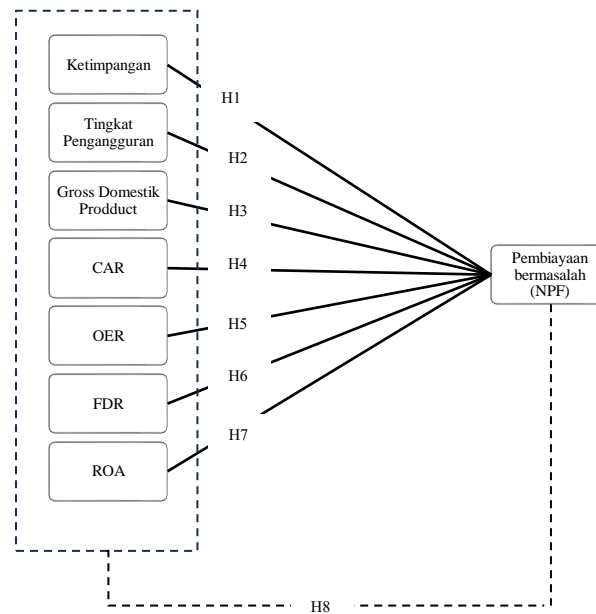 Ketimpangan
H1
Tingkat
Pengangguran
H2
Gross Domestik
Prodduct
H3
CAR
H4
Pembiayaan
bermasalah
(NPF)
OER
H5
FDR
H6
ROA
H7
H8